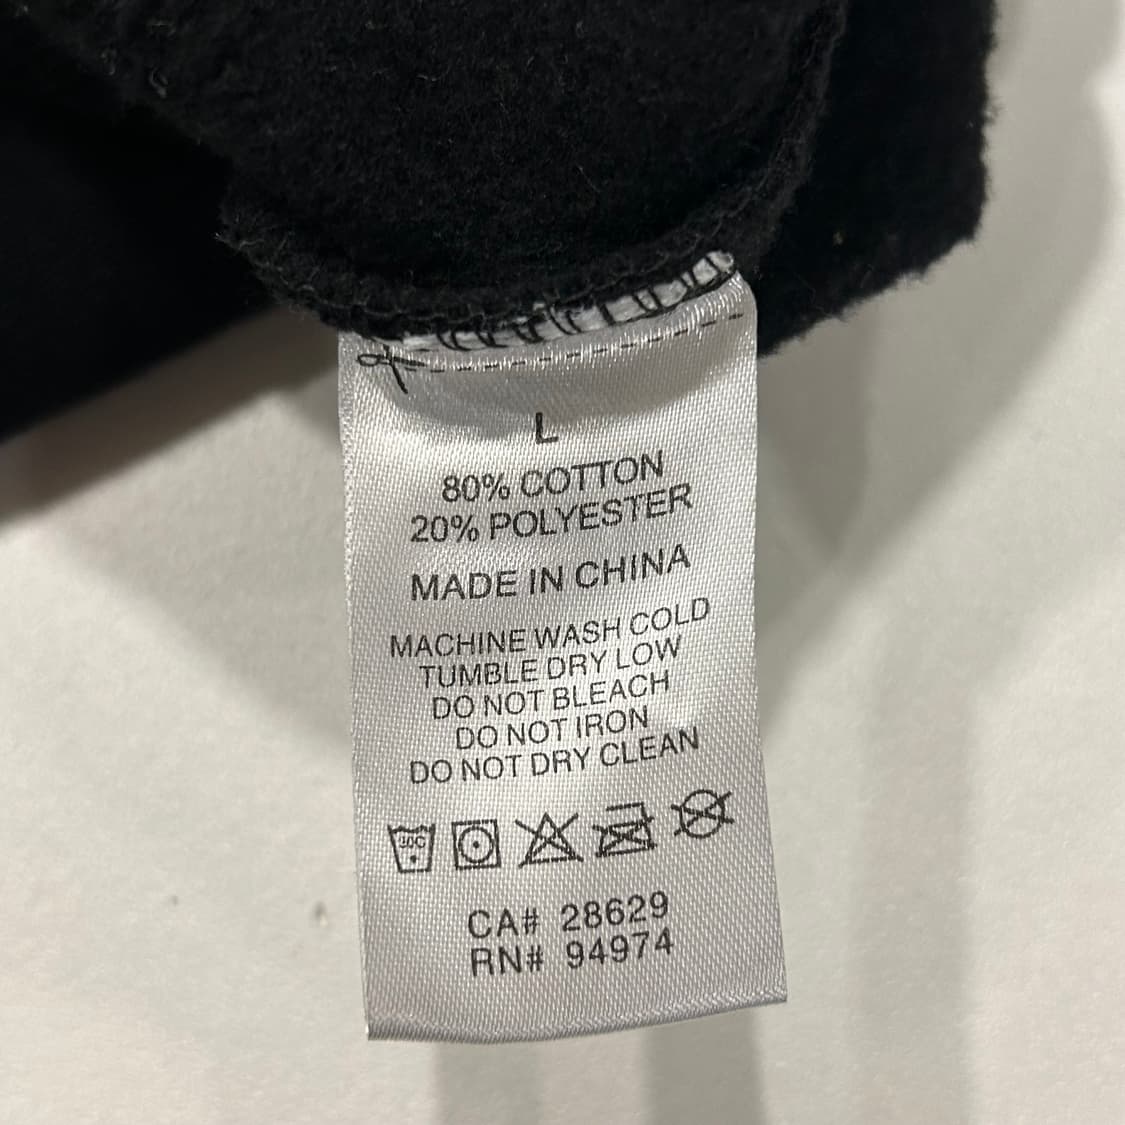 L
80% COTTON
20% POLYESTER
MADE IN CHINA
MACHINE WASH COLD
TUMBLE DRY LOW
DO NOT BLEACH
DO NOT IRON
DO NOT DRY CLEAN
30C
CA# 28629
RN# 94974